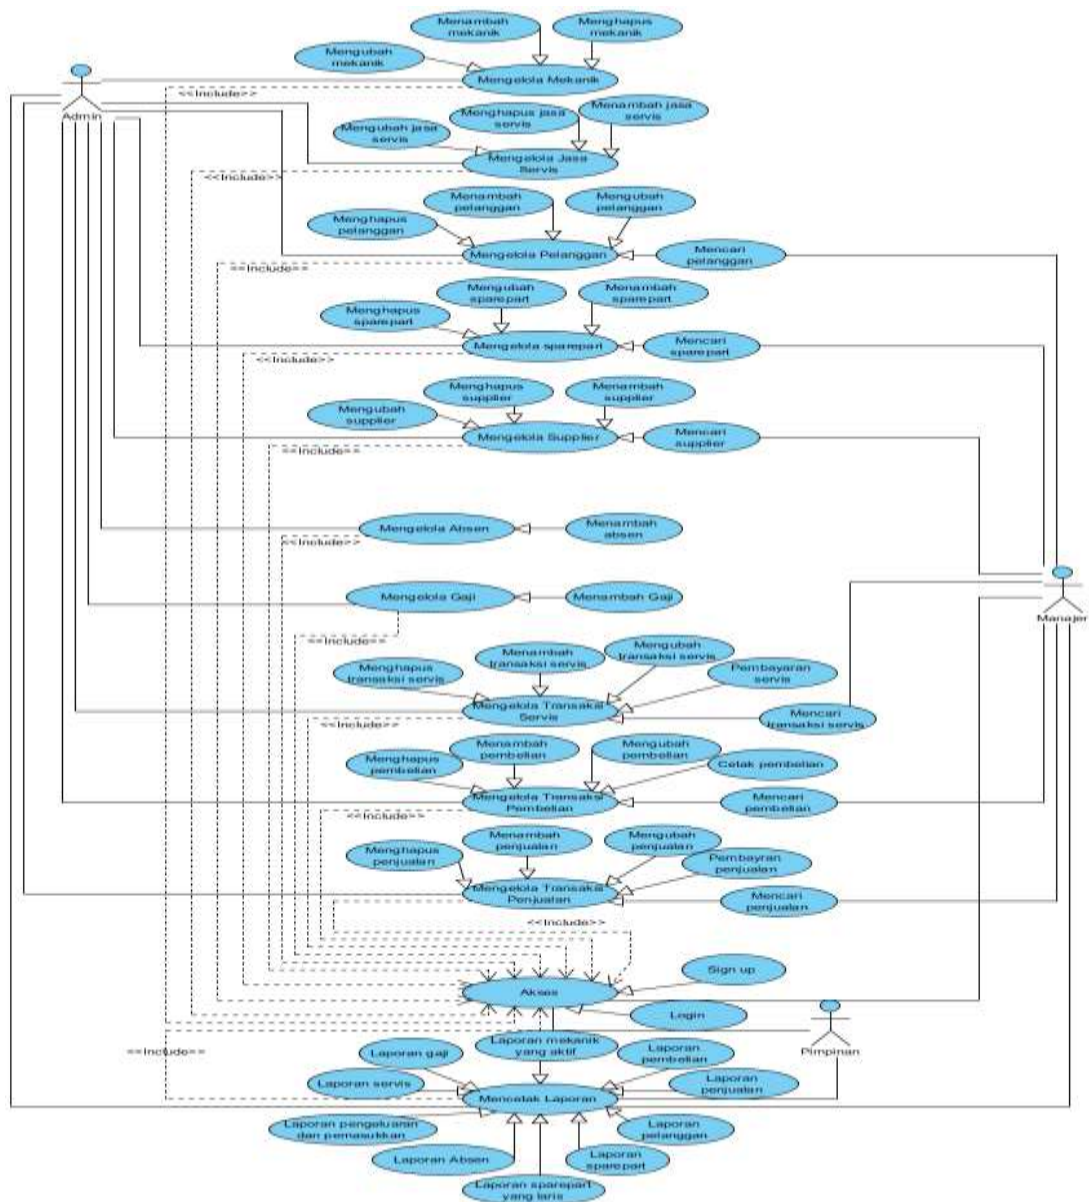 Menambah
mekanik
Menghapus
mekanik
Mengubah
mekanik
Mengelola Mekanik
<<Include>>
Admin
Menghapus jasa
servis
Menambah jasa
servis
Mengubah jasa
servis
Mengelola Jasa
Servis
<<Include>>
Menambah
pelanggan
Mengubah
pelanggan
Menghapus
pelanggan
Mengelola Pelanggan
Mencari
pelanggan
<<Include>>
Mengubah
sparepart
Menambah
sparepart
Menghapus
sparepart
Mengelola sparepart
Mencari
sparepart
<<Include>>
Menghapus
supplier
Menambah
supplier
Mengubah
supplier
Mengelola Supplier
Mencari
supplier
<<Include>>
Mengelola Absen
Menambah
absen
<<Include>>
Mengelola Gaji
Menambah Gaji
Manajer
<<Include>>
Menambah
transaksi servis
Mengubah
transaksi servis
Menghapus
transaksi servis
Pembayaran
servis
Mengelola Transaksi
Servis
Mencari
transaksi servis
<<Include>>
Menambah
pembelian
Mengubah
pembelian
Menghapus
pembelian
Cetak pembelian
Mengelola Transaksi
Pembelian
Mencari
pembelian
<<Include>>
Menambah
penjualan
Mengubah
penjualan
Menghapus
penjualan
Pembayran
penjualan
Mengelola Transaksi
Penjualan
Mencari
penjualan
<<Include>>
Sign up
Akses
Login
<<Include>>
Pimpinan
Laporan gaji
Laporan mekanik
yang aktif
Laporan
pembelian
Laporan servis
Laporan
penjualan
Mencetak Laporan
Laporan pengeluaran
dan pemasukkan
Laporan
pelanggan
Laporan Absen
Laporan
sparepart
Laporan sparepart
yang laris